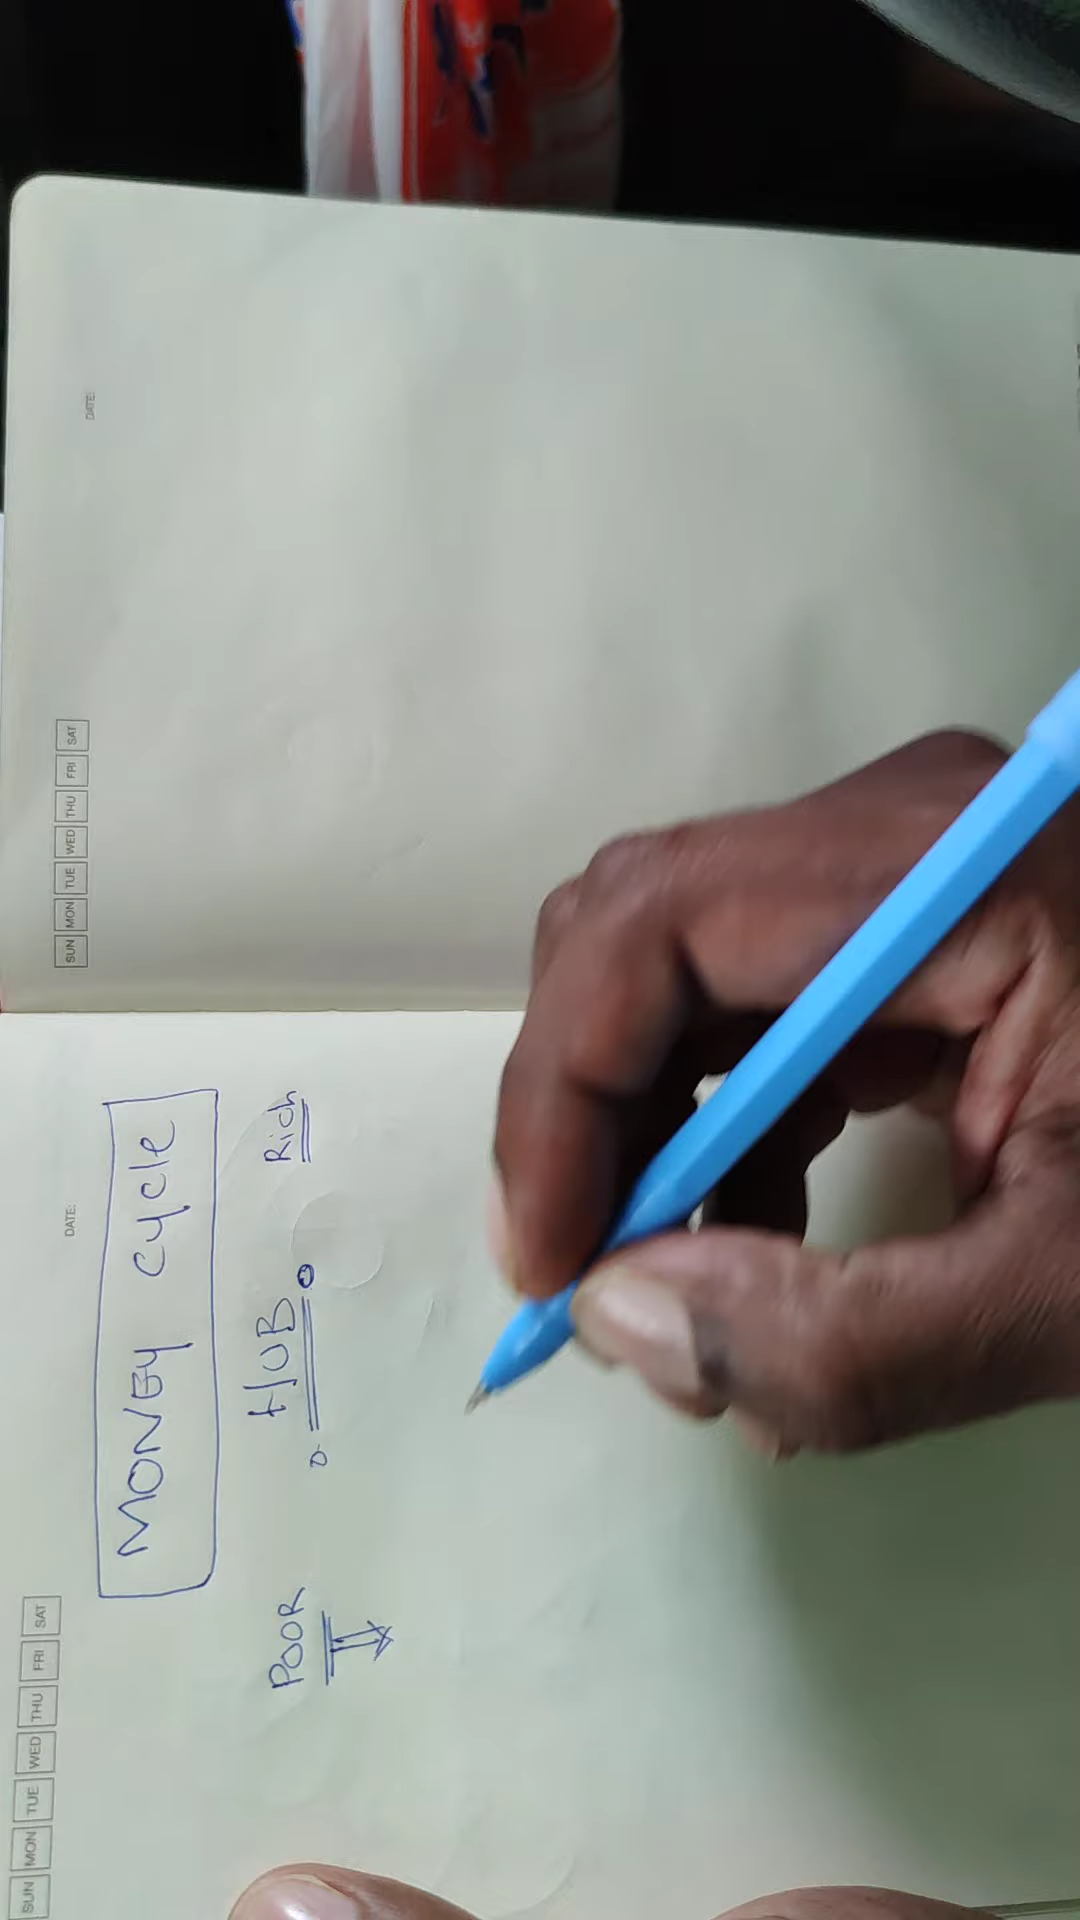 SUN MON TUE WED THU FRI SAT
DATE:
MONEY cycle
POOR HUB Rich
SUN MON TUE WED THU FRI SAT
DATE: